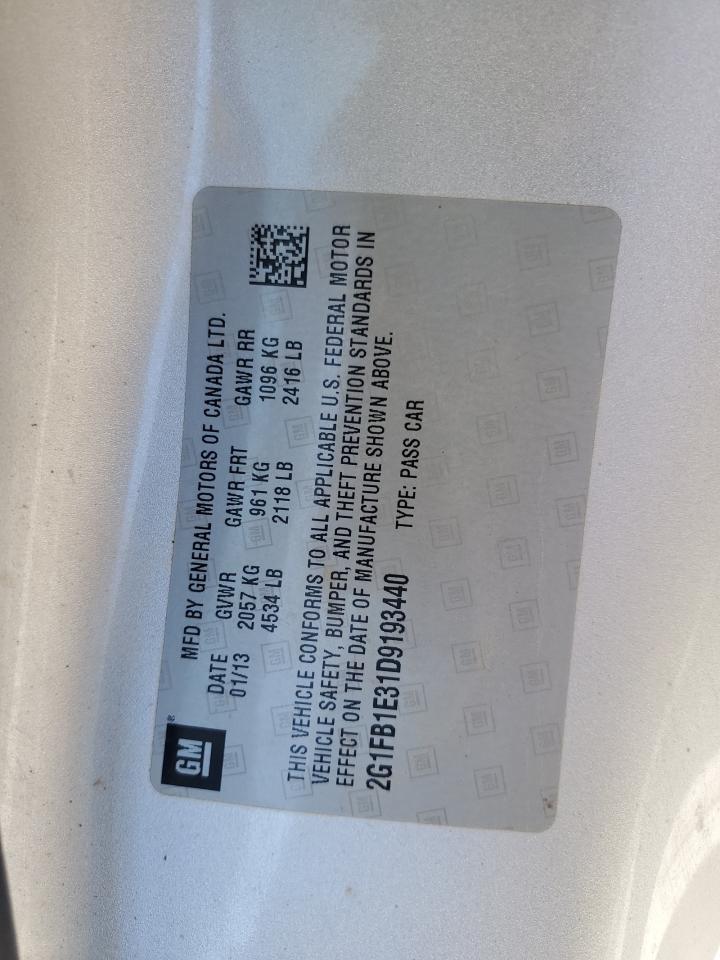 GM®
MFD BY GENERAL MOTORS OF CANADA LTD.
DATE GVWR GAWR FRT GAWR RR
01/13 2057 KG 961 KG 1096 KG
4534 LB 2118 LB 2416 LB
THIS VEHICLE CONFORMS TO ALL APPLICABLE U.S. FEDERAL MOTOR
VEHICLE SAFETY, BUMPER, AND THEFT PREVENTION STANDARDS IN
EFFECT ON THE DATE OF MANUFACTURE SHOWN ABOVE.
2G1FB1E31D9193440 TYPE: PASS CAR